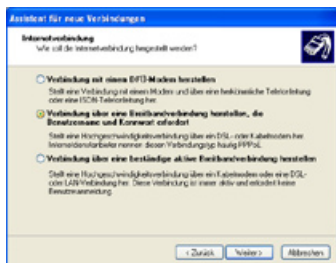 Assistent für neue Verbindungen
Internetverbindung
Wie soll die Internetverbindung hergestellt werden?
Verbindung mit einem DFÜ-Modem herstellen
Stellt eine Verbindung mit einem Modem und über eine herkömmliche Telefonleitung
oder eine ISDN-Telefonleitung her.
Verbindung über eine Breitbandverbindung herstellen, die
Benutzername und Kennwort erfordert
Stellt eine Hochgeschwindigkeitsverbindung über ein DSL- oder Kabelmodem her.
Internetdienstanbieter nennen diesen Verbindungstyp häufig PPPoE.
Verbindung über eine beständige aktive Breitbandverbindung herstellen
Stellt eine Hochgeschwindigkeitsverbindung über ein Kabelmodem oder eine DSL-
oder LAN-Verbindung her. Diese Verbindung ist immer aktiv und erfordert keine
Benutzeranmeldung.
< Zurück
Weiter >
Abbrechen